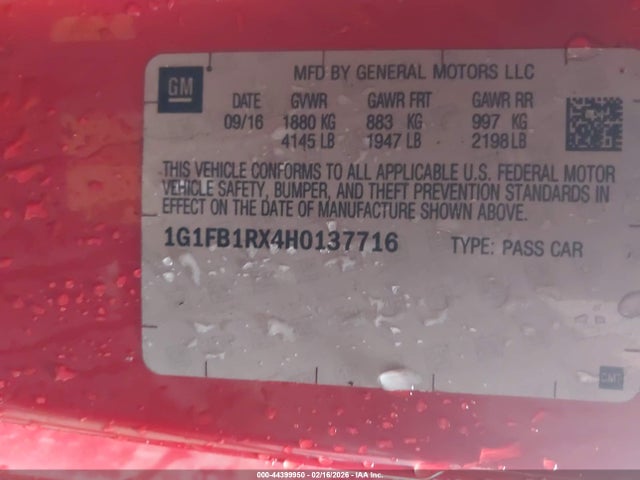 GM
MFD BY GENERAL MOTORS LLC
DATE GVWR GAWR FRT GAWR RR
09/16 1880 KG 883 KG 997 KG
4145 LB 1947 LB 2198 LB
THIS VEHICLE CONFORMS TO ALL APPLICABLE U.S. FEDERAL MOTOR
VEHICLE SAFETY, BUMPER, AND THEFT PREVENTION STANDARDS IN
EFFECT ON THE DATE OF MANUFACTURE SHOWN ABOVE.
1G1FB1RX4H0137716 TYPE: PASS CAR
000-44399950 - 02/16/2026 - IAA Inc.